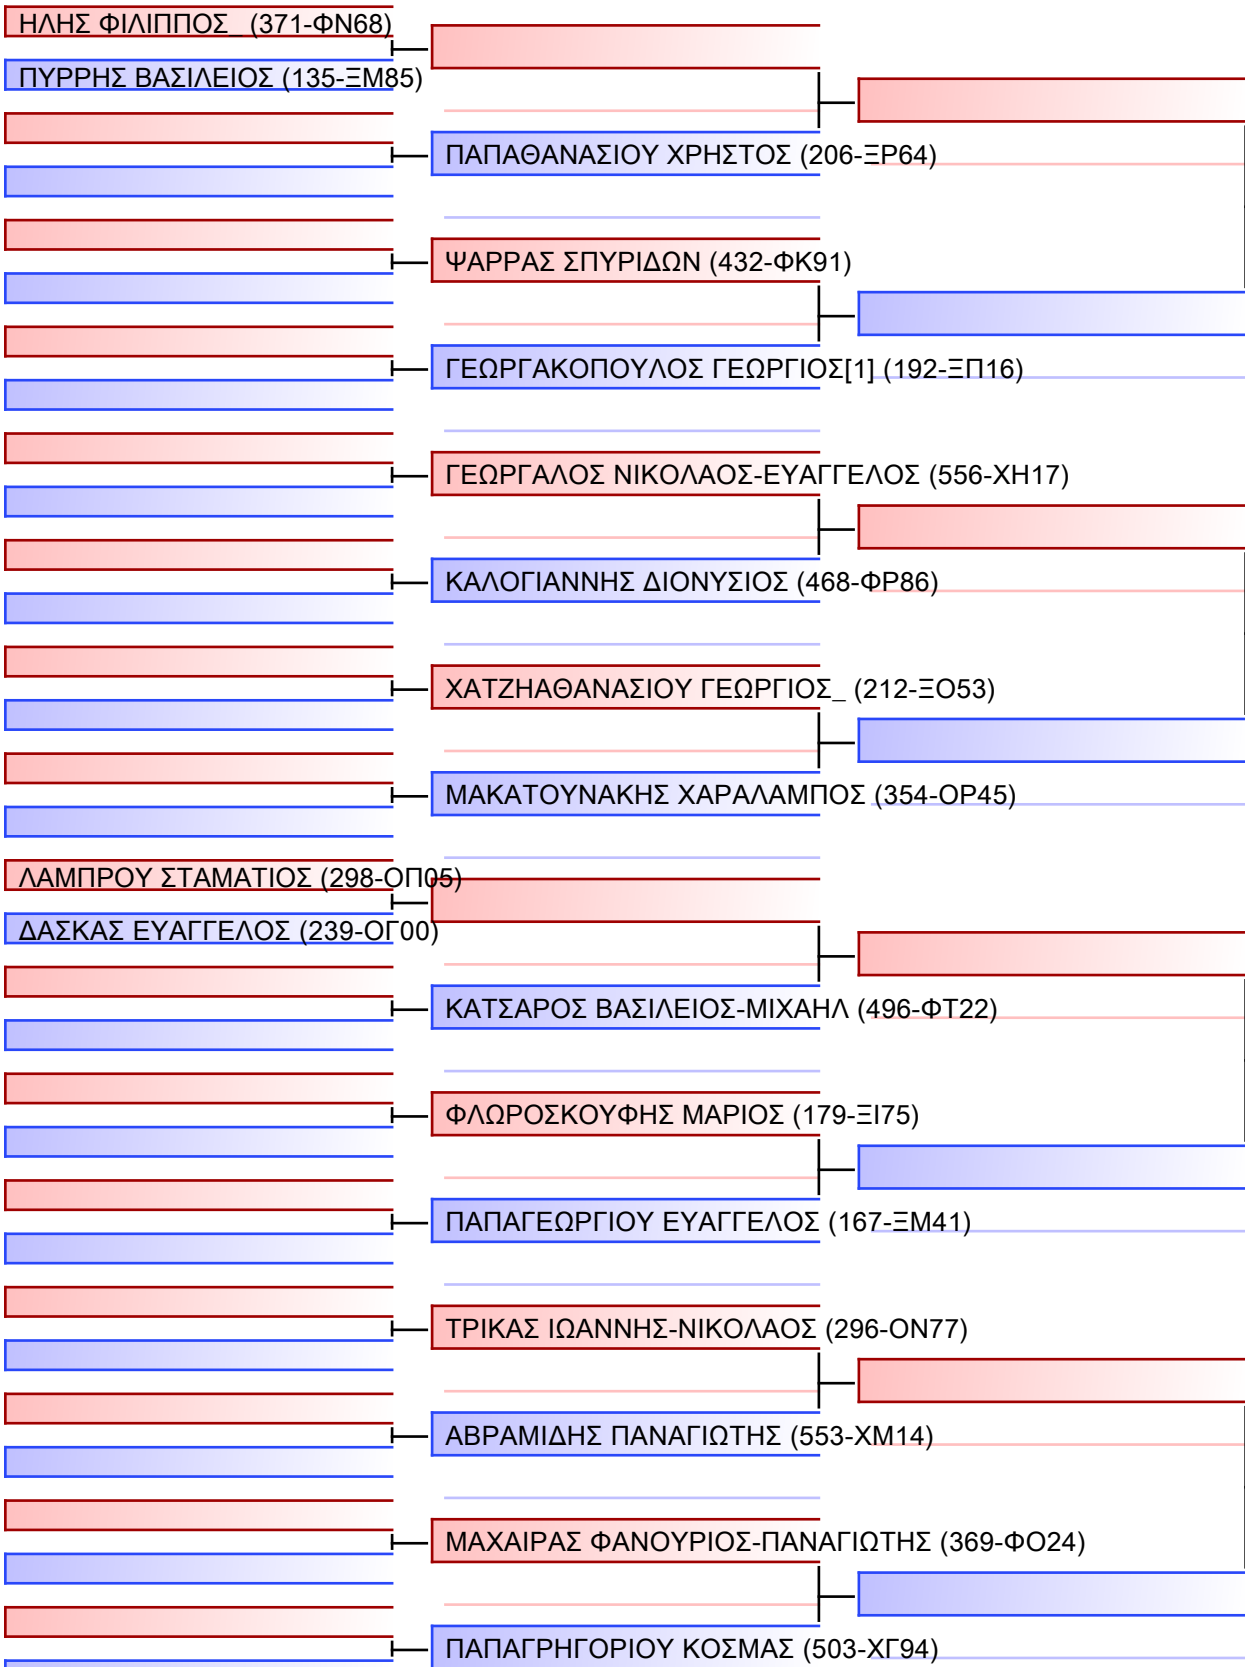 ΗΛΗΣ ΦΙΛΙΠΠΟΣ_ (371-ΦΝ68)
ΠΥΡΡΗΣ ΒΑΣΙΛΕΙΟΣ (135-ΞΜ85)
ΠΑΠΑΘΑΝΑΣΙΟΥ ΧΡΗΣΤΟΣ (206-ΞΡ64)
ΨΑΡΡΑΣ ΣΠΥΡΙΔΩΝ (432-ΦΚ91)
ΓΕΩΡΓΑΚΟΠΟΥΛΟΣ ΓΕΩΡΓΙΟΣ[1] (192-ΞΠ16)
ΓΕΩΡΓΑΛΟΣ ΝΙΚΟΛΑΟΣ-ΕΥΑΓΓΕΛΟΣ (556-ΧΗ17)
ΚΑΛΟΓΙΑΝΝΗΣ ΔΙΟΝΥΣΙΟΣ (468-ΦΡ86)
ΧΑΤΖΗΑΘΑΝΑΣΙΟΥ ΓΕΩΡΓΙΟΣ_ (212-ΞΟ53)
ΜΑΚΑΤΟΥΝΑΚΗΣ ΧΑΡΑΛΑΜΠΟΣ (354-ΟΡ45)
ΛΑΜΠΡΟΥ ΣΤΑΜΑΤΙΟΣ (298-ΟΠ05)
ΔΑΣΚΑΣ ΕΥΑΓΓΕΛΟΣ (239-ΟΓ00)
ΚΑΤΣΑΡΟΣ ΒΑΣΙΛΕΙΟΣ-ΜΙΧΑΗΛ (496-ΦΤ22)
ΦΛΩΡΟΣΚΟΥΦΗΣ ΜΑΡΙΟΣ (179-ΞΙ75)
ΠΑΠΑΓΕΩΡΓΙΟΥ ΕΥΑΓΓΕΛΟΣ (167-ΞΜ41)
ΤΡΙΚΑΣ ΙΩΑΝΝΗΣ-ΝΙΚΟΛΑΟΣ (296-ΟΝ77)
ΑΒΡΑΜΙΔΗΣ ΠΑΝΑΓΙΩΤΗΣ (553-ΧΜ14)
ΜΑΧΑΙΡΑΣ ΦΑΝΟΥΡΙΟΣ-ΠΑΝΑΓΙΩΤΗΣ (369-ΦΟ24)
ΠΑΠΑΓΡΗΓΟΡΙΟΥ ΚΟΣΜΑΣ (503-ΧΓ94)